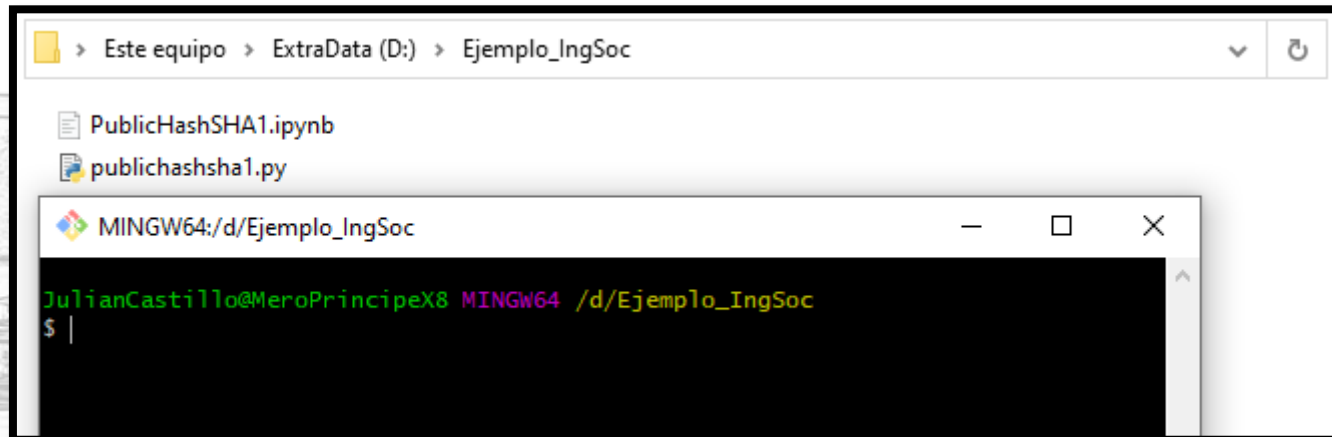 Este equipo > ExtraData (D:) > Ejemplo_IngSoc
PublicHashSHA1.ipynb
publichashsha1.py
MINGW64:/d/Ejemplo_IngSoc
JulianCastillo@MeroPrincipeX8 MINGW64 /d/Ejemplo_IngSoc
$